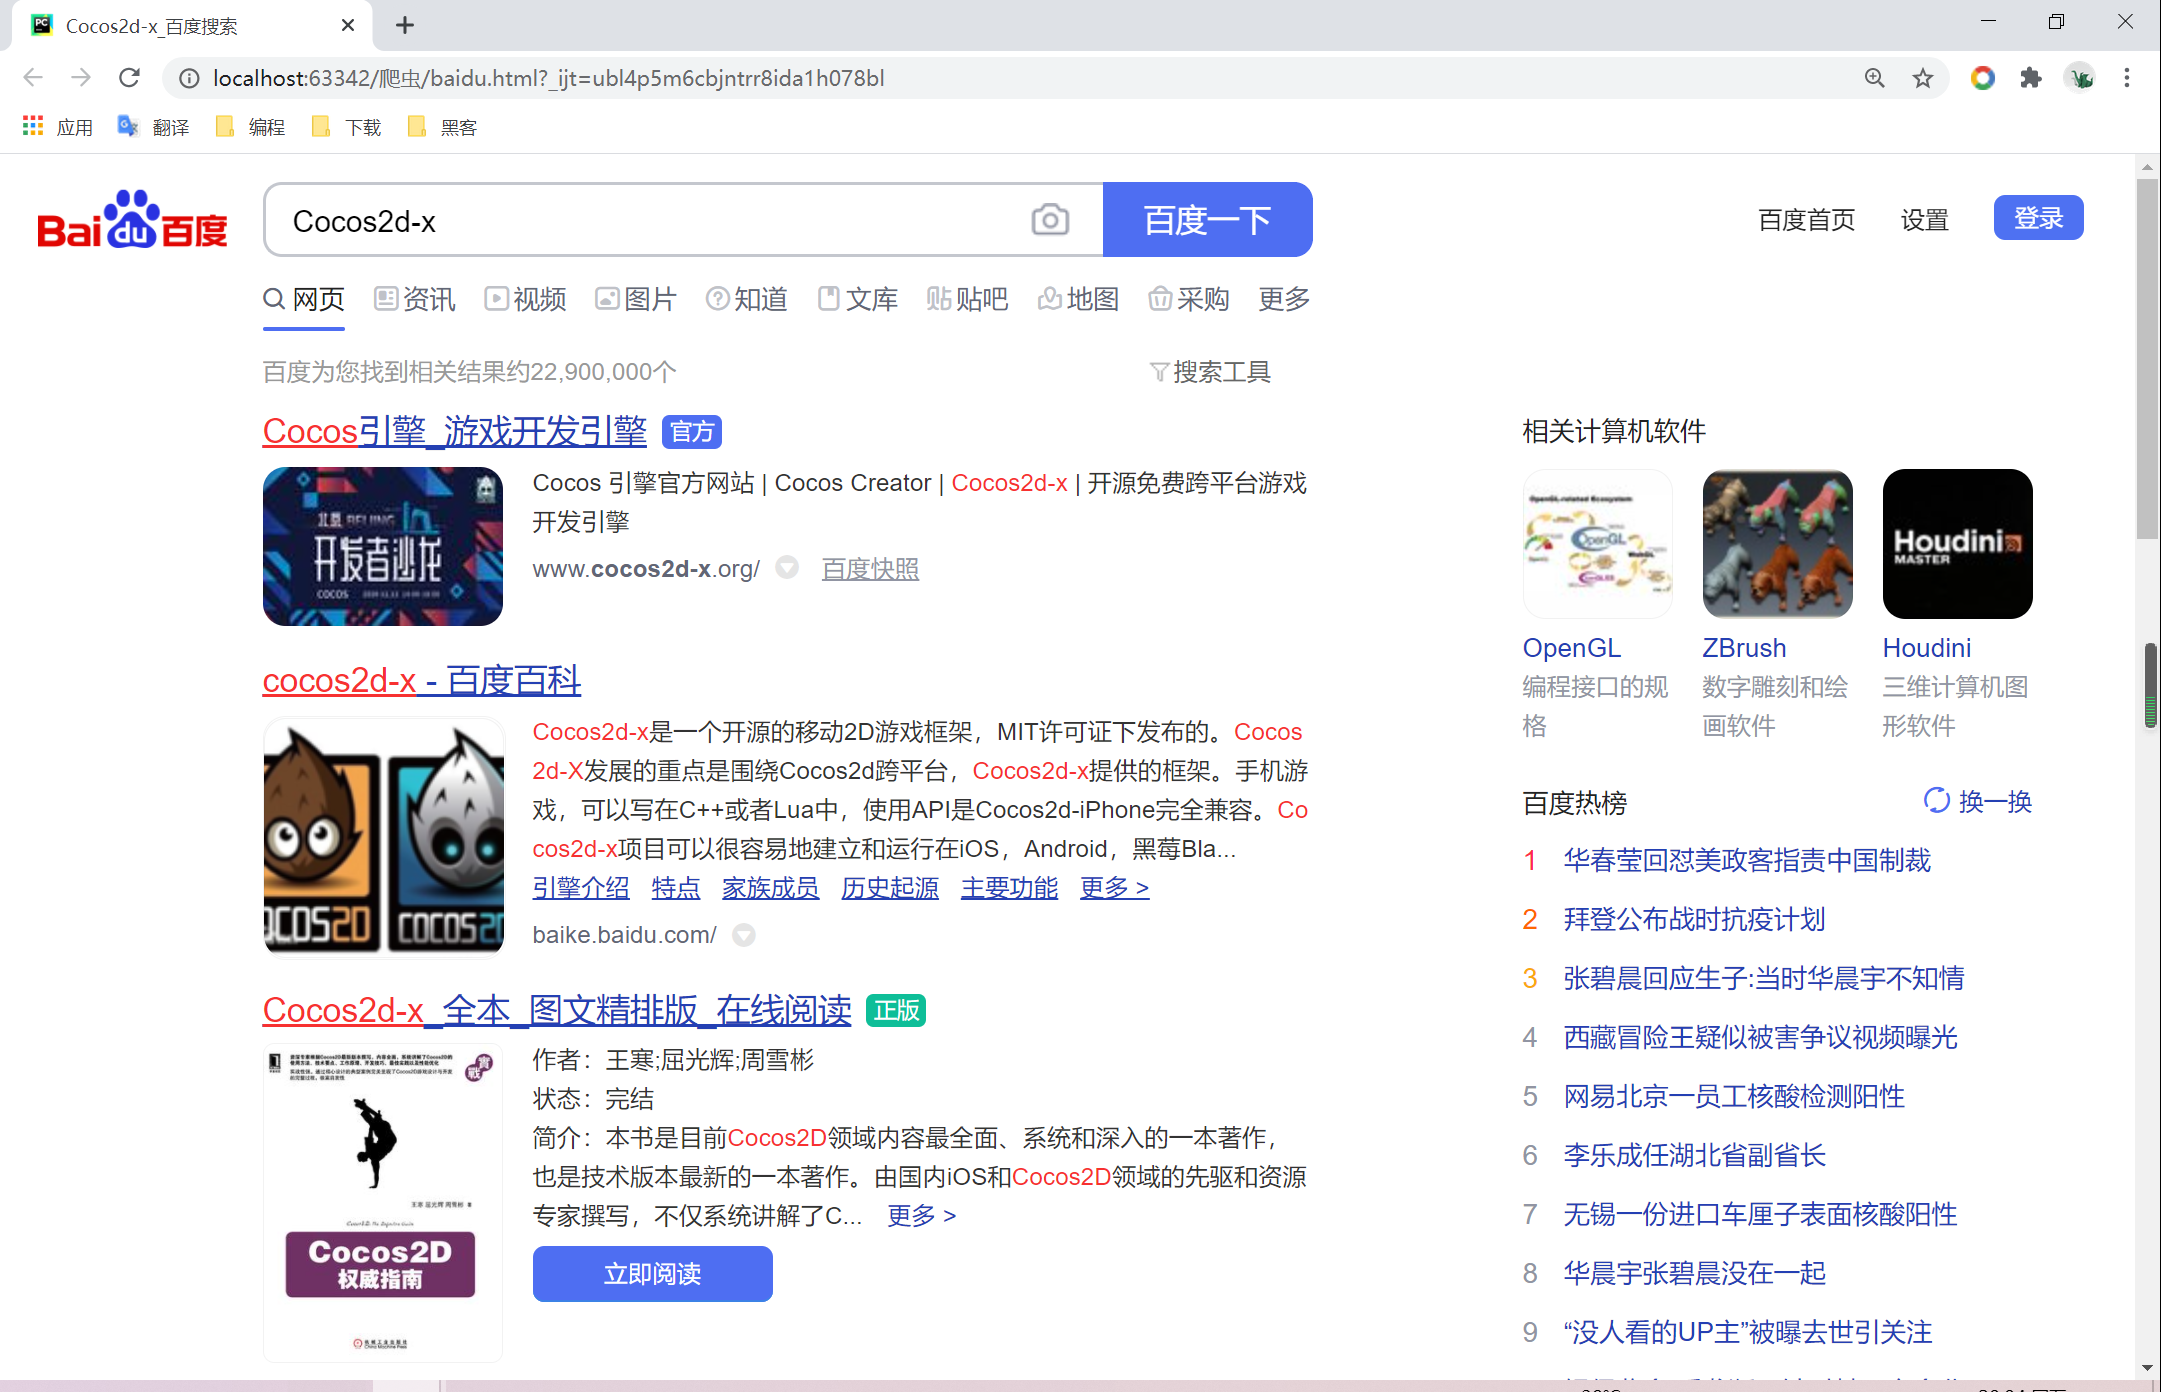 Cocos2d-x_百度搜索
localhost:63342/爬虫/baidu.html?_ijt=ubl4p5m6cbjntrr8ida1h078bl
应用 翻译 编程 下载 黑客
Bai du 百度
Cocos2d-x
百度一下
百度首页 设置 登录
网页 资讯 视频 图片 知道 文库 贴吧 地图 采购 更多
百度为您找到相关结果约22,900,000个
搜索工具
Cocos引擎_游戏开发引擎 官方
北京 BEIJING
开发者沙龙
COCOS
Cocos 引擎官方网站 | Cocos Creator | Cocos2d-x | 开源免费跨平台游戏
开发引擎
www.cocos2d-x.org/ 百度快照
cocos2d-x - 百度百科
COCOS2D COCOS2D
Cocos2d-x是一个开源的移动2D游戏框架，MIT许可证下发布的。Cocos
2d-X发展的重点是围绕Cocos2d跨平台，Cocos2d-x提供的框架。手机游
戏，可以写在C++或者Lua中，使用API是Cocos2d-iPhone完全兼容。Co
cos2d-x项目可以很容易地建立和运行在iOS，Android，黑莓Bla...
引擎介绍 特点 家族成员 历史起源 主要功能 更多 >
baike.baidu.com/
Cocos2d-x_全本_图文精排版_在线阅读 正版
王寒 屈光辉 周雪彬 著
Cocos2D
权威指南
机械工业出版社
China Machine Press
作者：王寒;屈光辉;周雪彬
状态：完结
简介：本书是目前Cocos2D领域内容最全面、系统和深入的一本著作，
也是技术版本最新的一本著作。由国内iOS和Cocos2D领域的先驱和资源
专家撰写，不仅系统讲解了C... 更多 >
立即阅读
相关计算机软件
OpenGL-related Ecosystem
OpenGL
WebGL
Houdini
MASTER
OpenGL ZBrush Houdini
编程接口的规 数字雕刻和绘 三维计算机图
格 画软件 形软件
百度热榜 换一换
1 华春莹回怼美政客指责中国制裁
2 拜登公布战时抗疫计划
3 张碧晨回应生子:当时华晨宇不知情
4 西藏冒险王疑似被害争议视频曝光
5 网易北京一员工核酸检测阳性
6 李乐成任湖北省副省长
7 无锡一份进口车厘子表面核酸阳性
8 华晨宇张碧晨没在一起
9 “没人看的UP主”被曝去世引关注